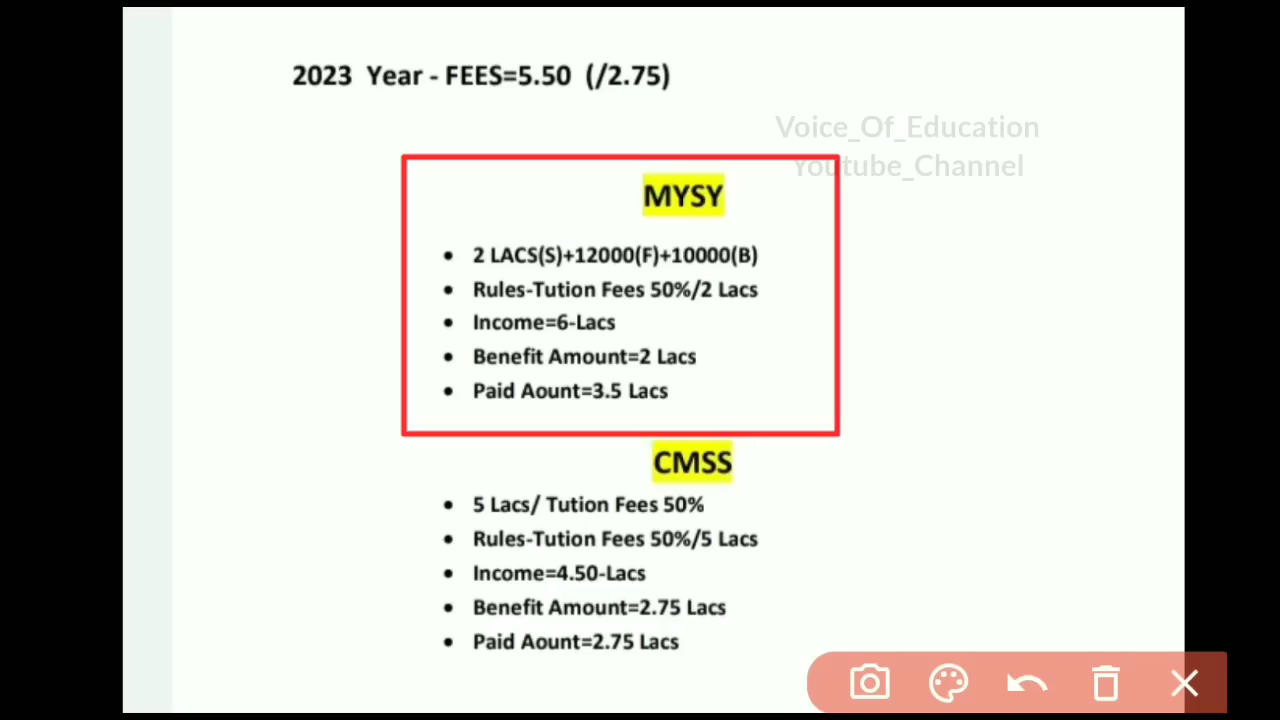 2023 Year - FEES=5.50 (/2.75)
Voice_Of_Education
Youtube_Channel
MYSY
• 2 LACS(S)+12000(F)+10000(B)
• Rules-Tution Fees 50%/2 Lacs
• Income=6-Lacs
• Benefit Amount=2 Lacs
• Paid Aount=3.5 Lacs
CMSS
• 5 Lacs/ Tution Fees 50%
• Rules-Tution Fees 50%/5 Lacs
• Income=4.50-Lacs
• Benefit Amount=2.75 Lacs
• Paid Aount=2.75 Lacs